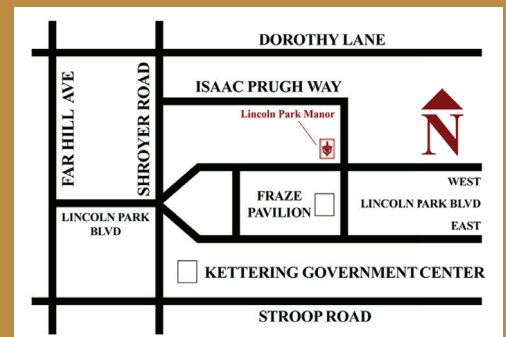 DOROTHY LANE
FAR HILL AVE
SHROYER ROAD
ISAAC PRUGH WAY
Lincoln Park Manor
N
WEST
LINCOLN PARK BLVD
EAST
FRAZE
PAVILION
LINCOLN PARK
BLVD
KETTERING GOVERNMENT CENTER
STROOP ROAD